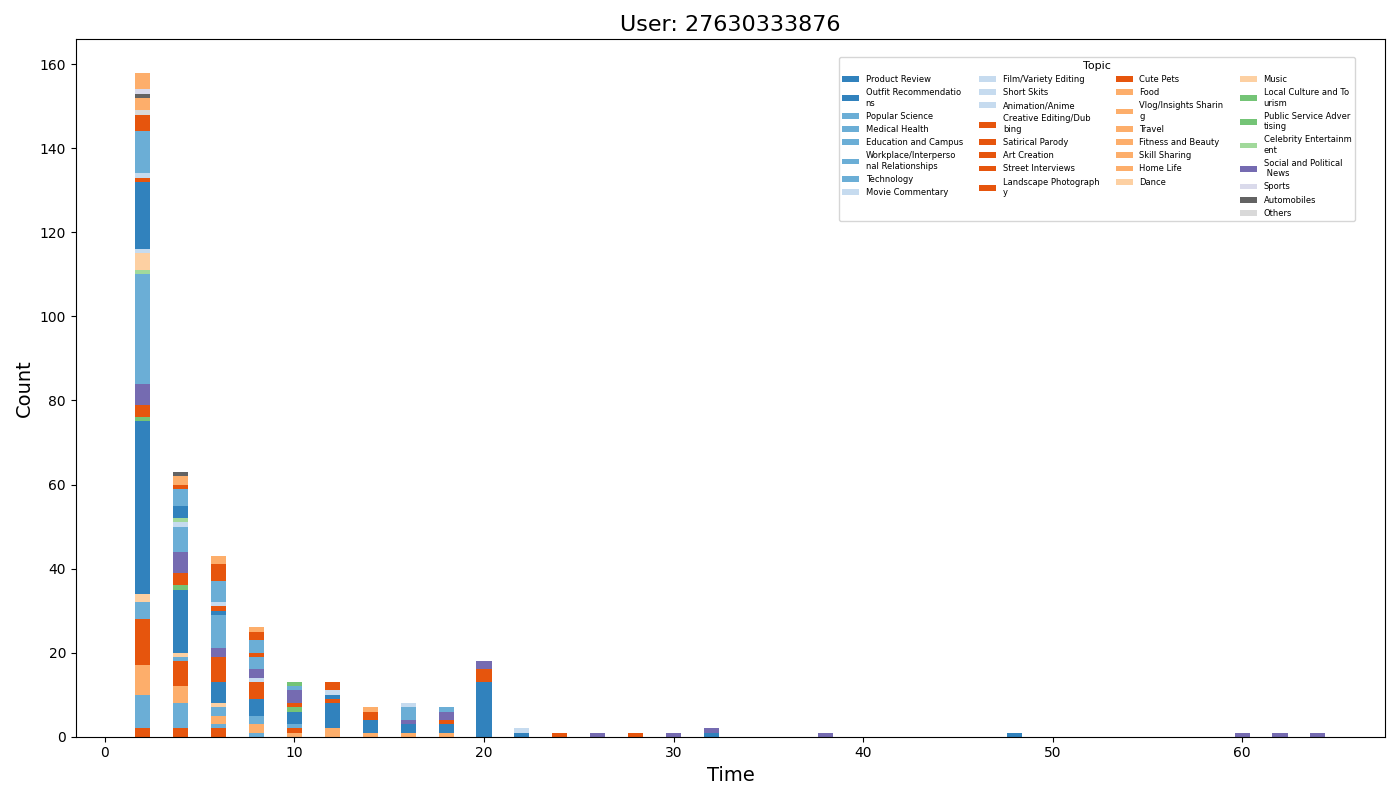 User: 27630333876
Topic
Product Review
Outfit Recommendatio
ns
Popular Science
Medical Health
Education and Campus
Workplace/Interperso
nal Relationships
Technology
Movie Commentary
Film/Variety Editing
Short Skits
Animation/Anime
Creative Editing/Dub
bing
Satirical Parody
Art Creation
Street Interviews
Landscape Photograph
y
Cute Pets
Food
Vlog/Insights Sharin
g
Travel
Fitness and Beauty
Skill Sharing
Home Life
Dance
Music
Local Culture and To
urism
Public Service Adver
tising
Celebrity Entertainm
ent
Social and Political
News
Sports
Automobiles
Others
Count
160
140
120
100
80
60
40
20
0
0 10 20 30 40 50 60
Time